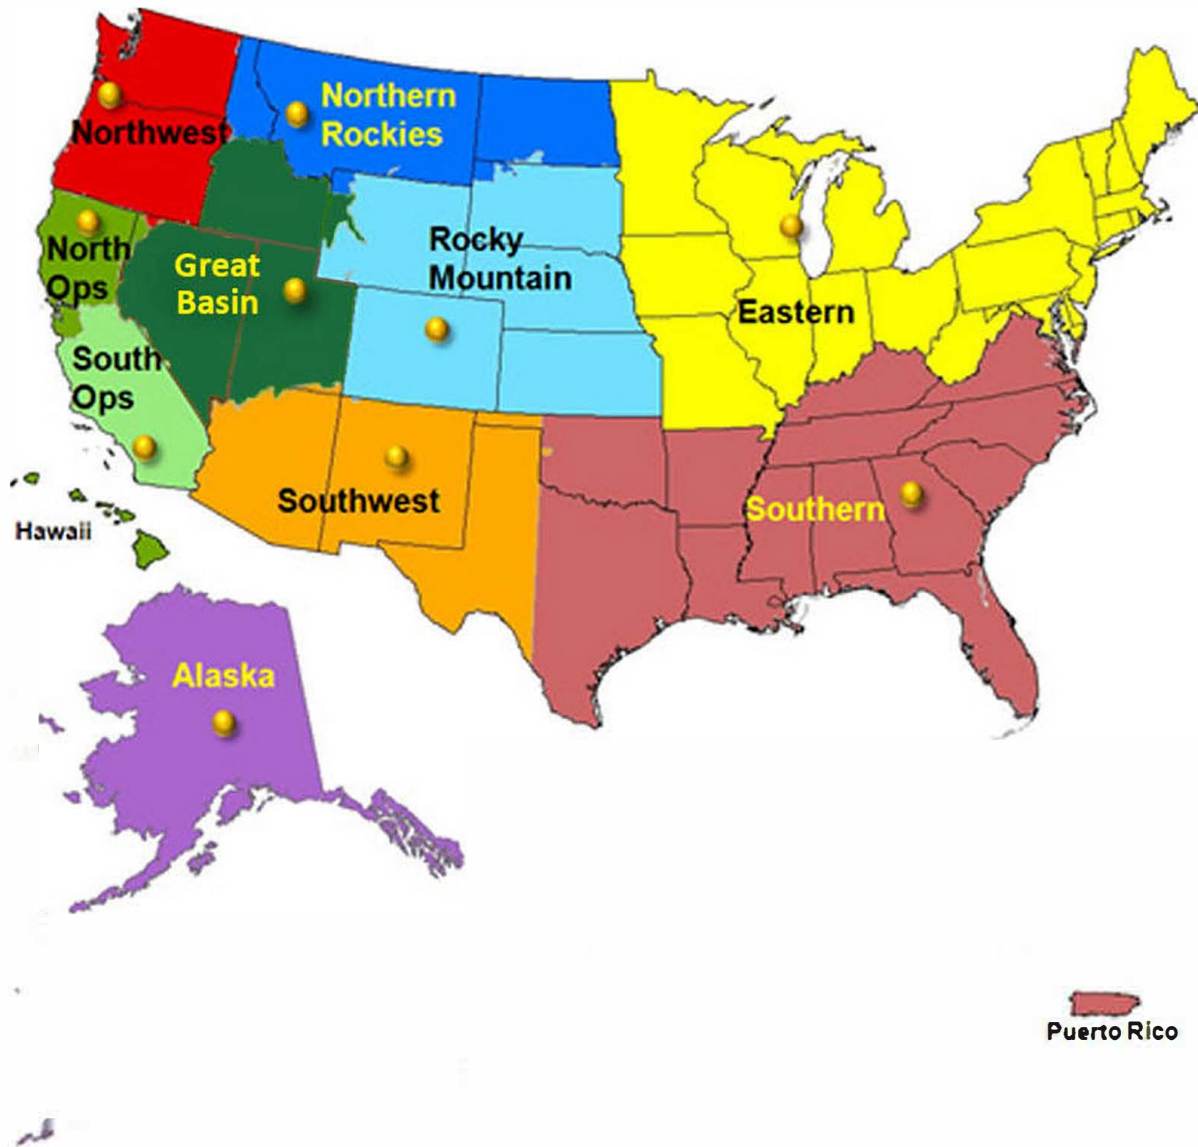 Northern
Rockies
Northwest
North
Ops
Great
Basin
Rocky
Mountain
Eastern
South
Ops
Southwest
Southern
Hawaii
Alaska
Puerto Rico